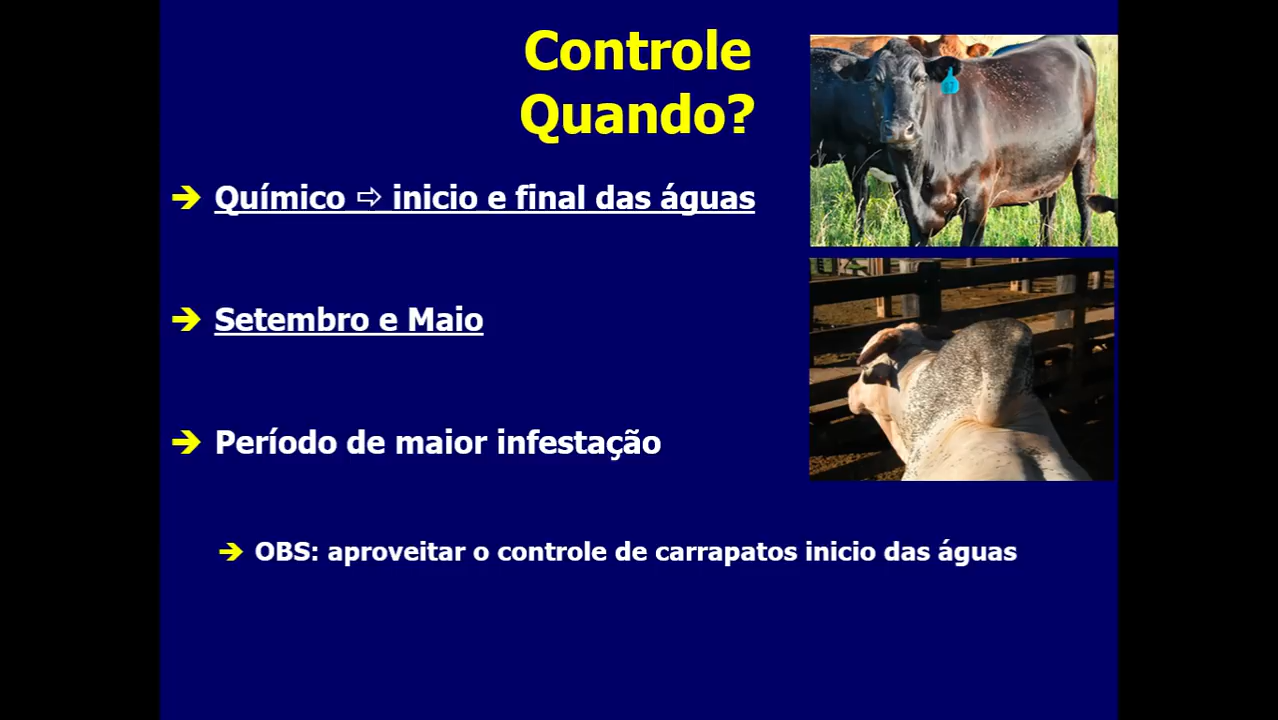 Controle
Quando?
➔ Químico ⇨ inicio e final das águas
➔ Setembro e Maio
➔ Período de maior infestação
➔ OBS: aproveitar o controle de carrapatos inicio das águas